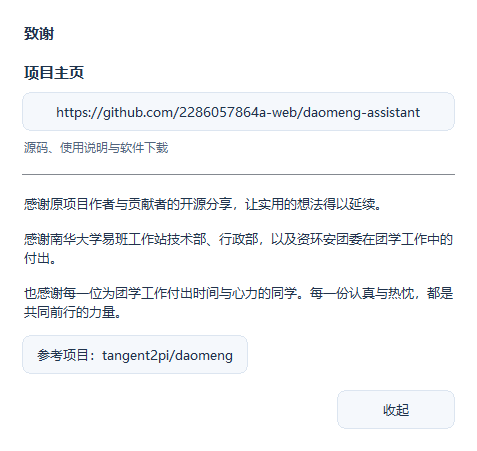 致谢
项目主页
https://github.com/2286057864a-web/daomeng-assistant
源码、使用说明与软件下载
感谢原项目作者与贡献者的开源分享，让实用的想法得以延续。
感谢南华大学易班工作站技术部、行政部，以及资环安团委在团学工作中的
付出。
也感谢每一位为团学工作付出时间与心力的同学。每一份认真与热忱，都是
共同前行的力量。
参考项目：tangent2pi/daomeng
收起